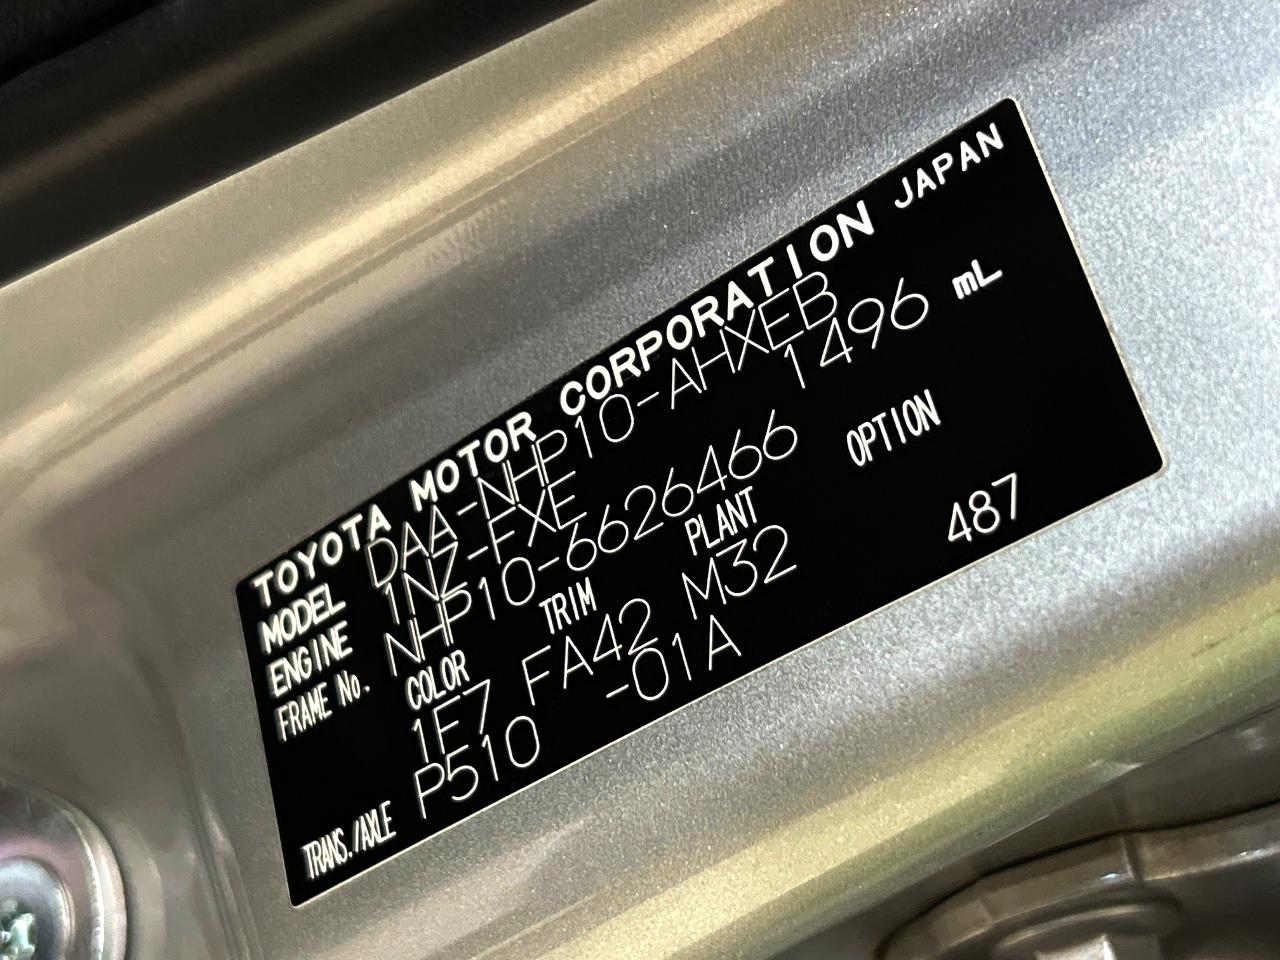 TOYOTA MOTOR CORPORATION JAPAN
MODEL DAA-NHP10-AHXEB
ENGINE 1NZ-FXE 1496 mL
FRAME No. NHP10-6626466
COLOR TRIM PLANT OPTION
1F7 FA42 M32 487
TRANS./AXLE P510 -01A